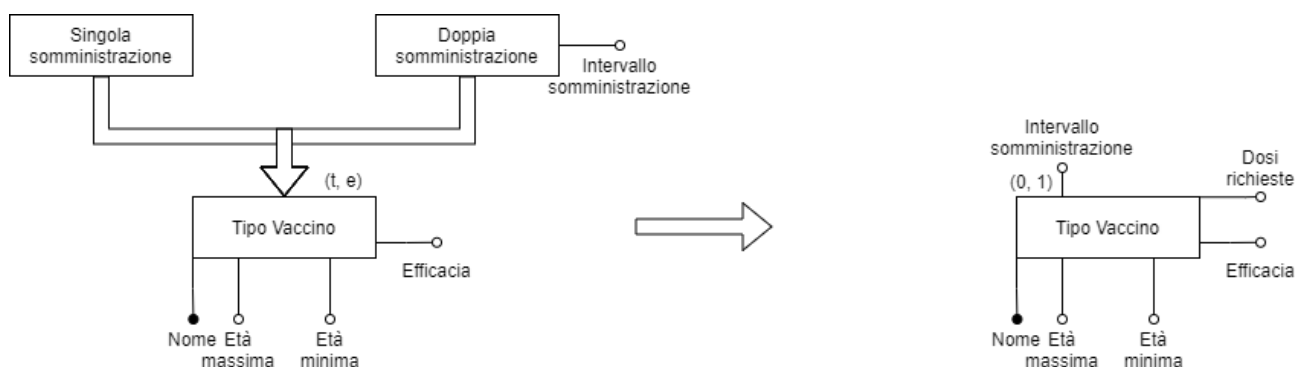 Singola
somministrazione
Doppia
somministrazione
Intervallo
somministrazione
(t, e)
Tipo Vaccino
Efficacia
Nome
Età
massima
Età
minima
Intervallo
somministrazione
(0, 1)
Dosi
richieste
Tipo Vaccino
Efficacia
Nome
Età
massima
Età
minima